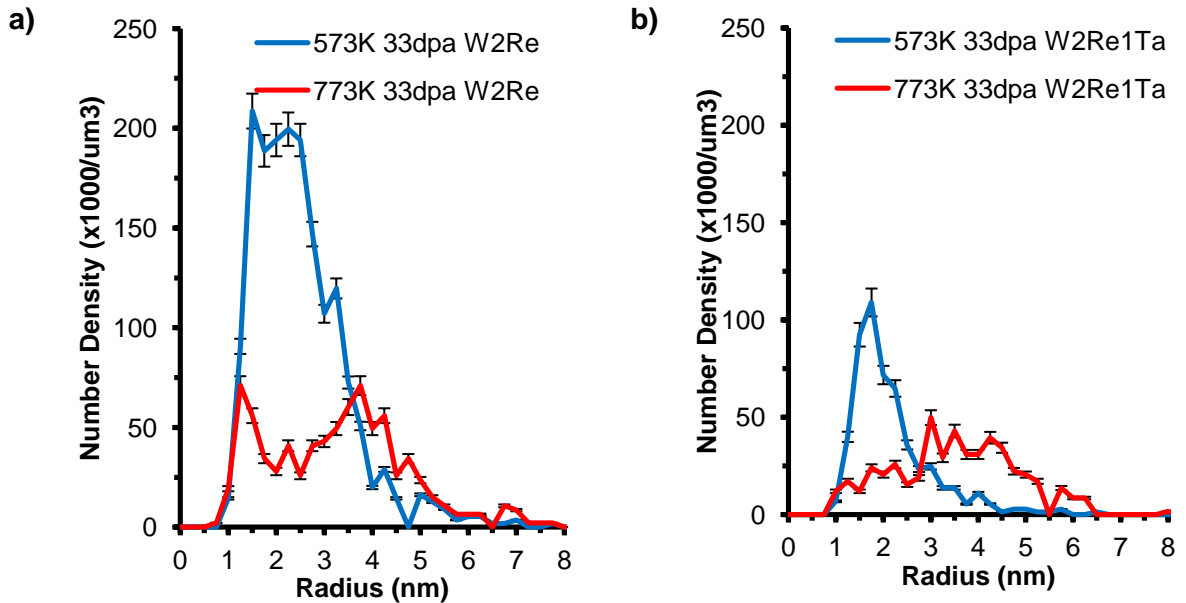 a)
250
200
150
100
50
0
Number Density (x1000/um3)
573K 33dpa W2Re
773K 33dpa W2Re
0 1 2 3 4 5 6 7 8
Radius (nm)
b)
250
200
150
100
50
0
Number Density (x1000/um3)
573K 33dpa W2Re1Ta
773K 33dpa W2Re1Ta
0 1 2 3 4 5 6 7 8
Radius (nm)